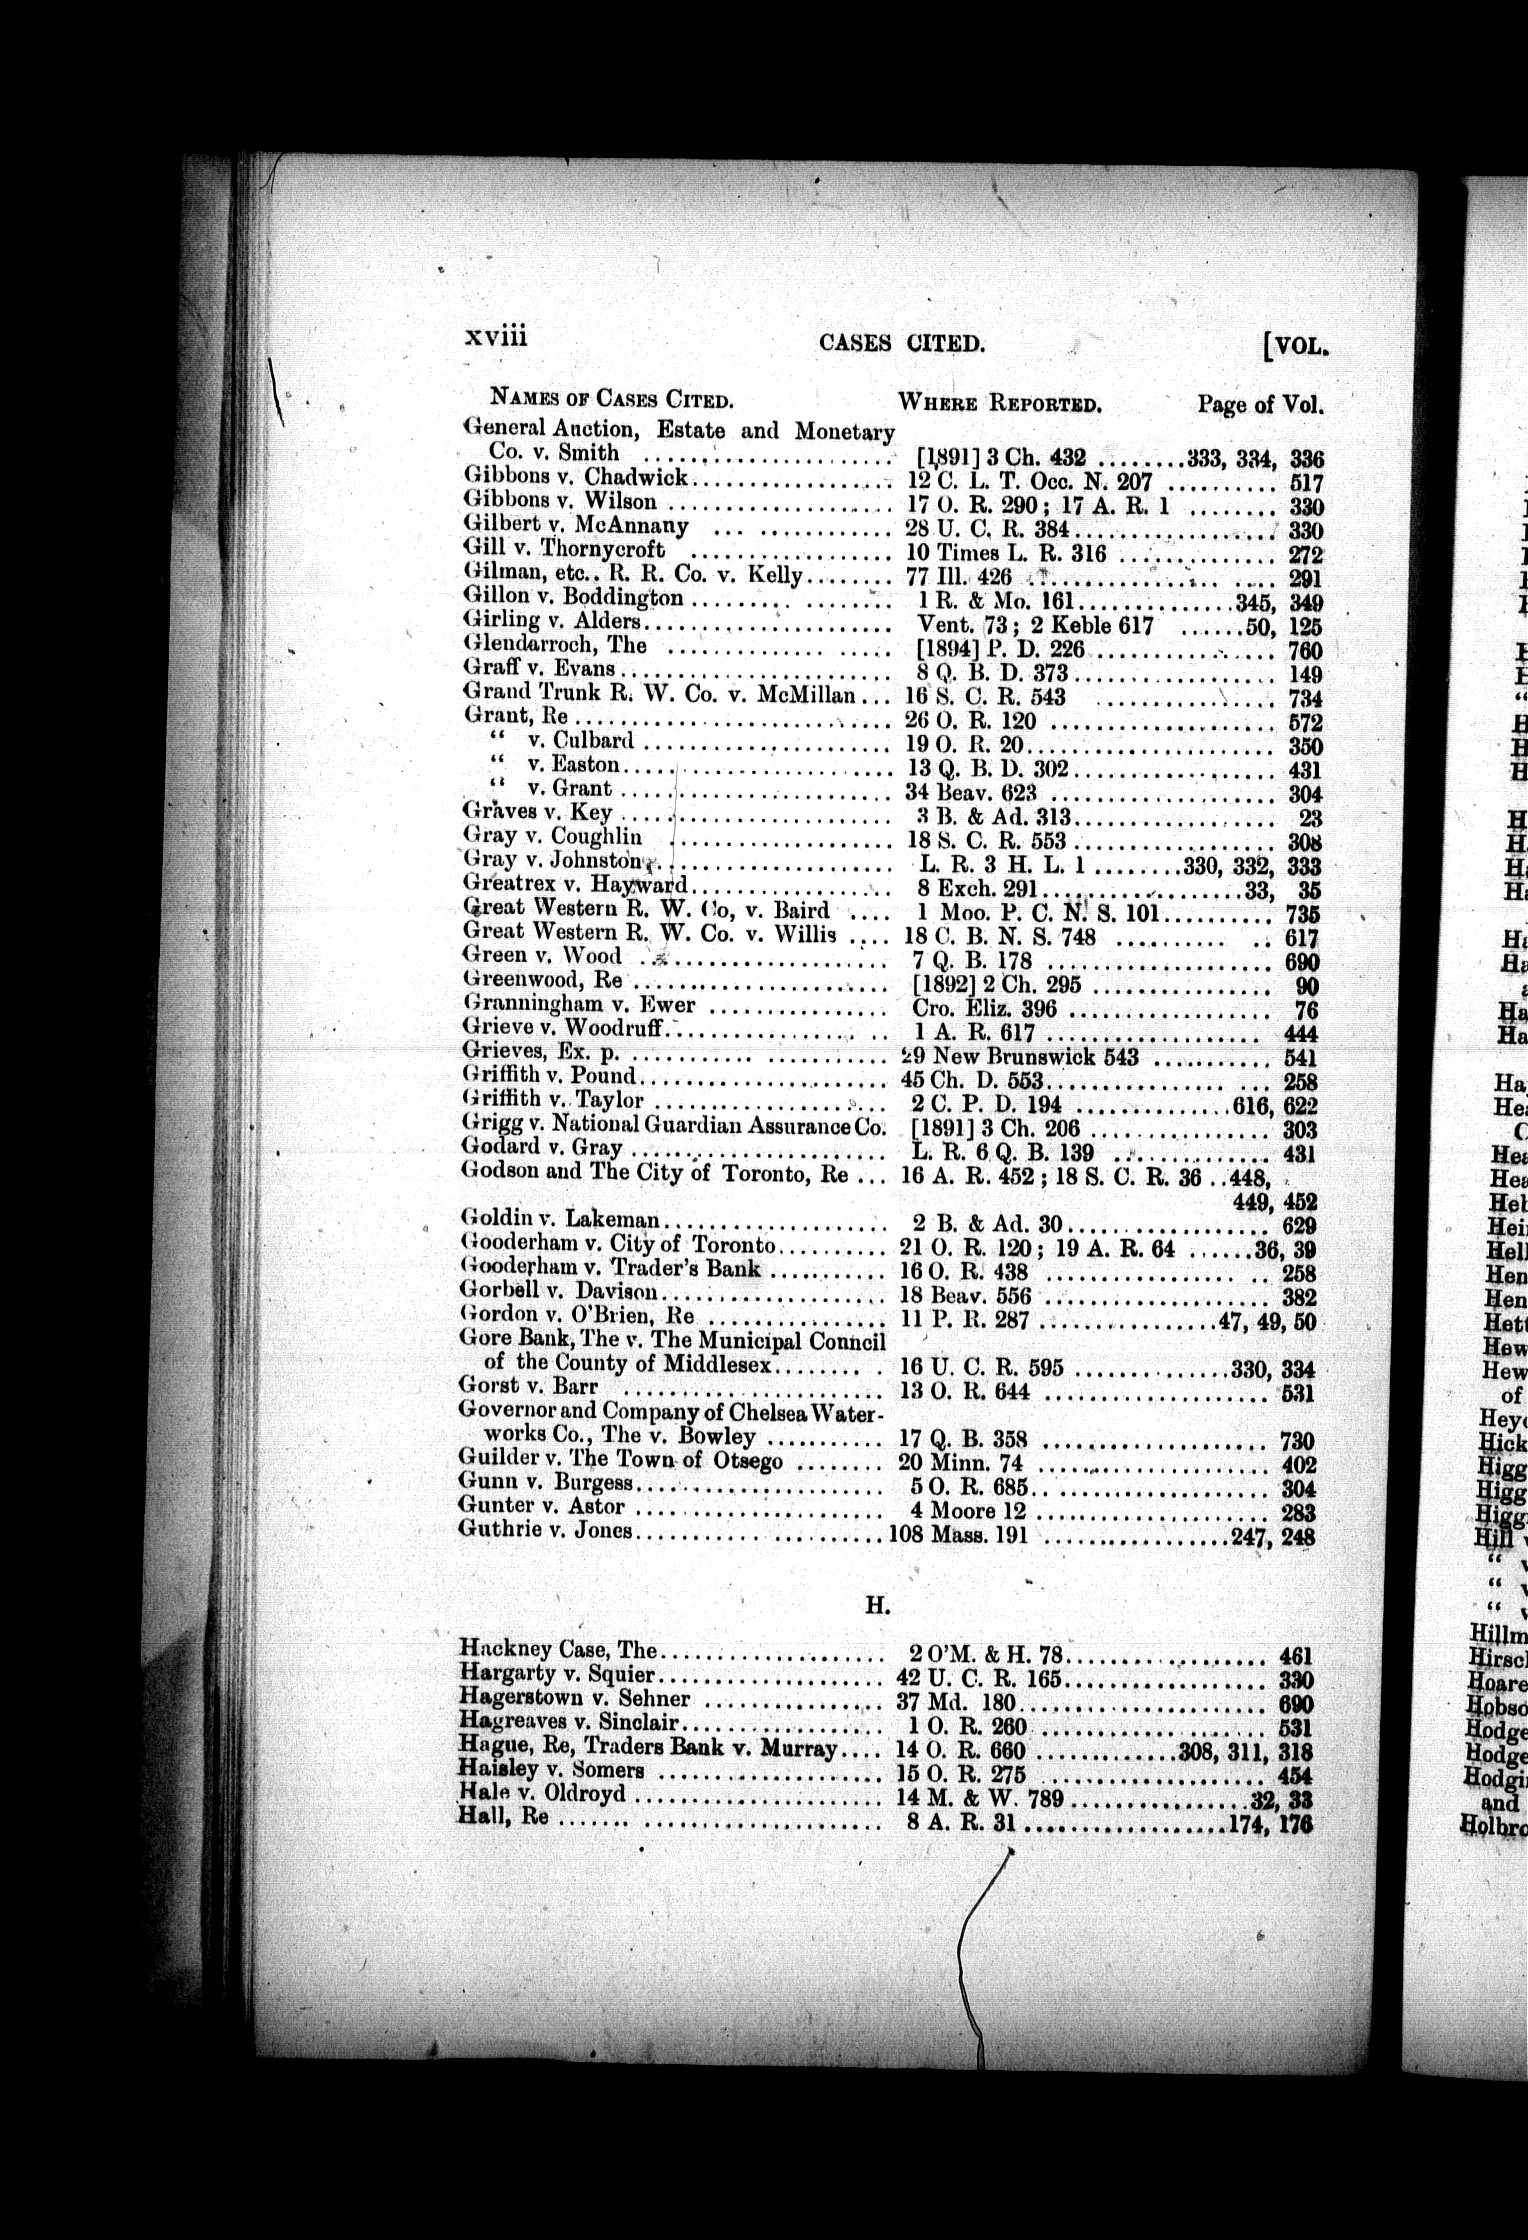 xviii CASES CITED. [VOL.
NAMES OF CASES CITED. WHERE REPORTED. Page of Vol.
General Auction, Estate and Monetary
Co. v. Smith ..................... [1891] 3 Ch. 432 ........333, 334, 336
Gibbons v. Chadwick.................. 12 C. L. T. Occ. N. 207 .......... 517
Gibbons v. Wilson .................... 17 O. R. 290; 17 A. R. 1 ........ 330
Gilbert v. McAnnany ... ............ 28 U. C. R. 384................... 330
Gill v. Thornycroft .................. 10 Times L. R. 316 .............. 272
Gilman, etc.. R. R. Co. v. Kelly........ 77 Ill. 426 ................. .... 291
Gillon v. Boddington .......... ........ 1 R. & Mo. 161..............345, 349
Girling v. Alders...................... Vent. 73; 2 Keble 617 ......50, 125
Glendarroch, The .................... [1894] P. D. 226 ................. 760
Graff v. Evans ........................ 8 Q. B. D. 373.................. 149
Grand Trunk R. W. Co. v. McMillan ... 16 S. C. R. 543 ................ 734
Grant, Re ............................ 26 O. R. 120 .................... 572
“ v. Culbard ...................... 19 O. R. 20...................... 350
“ v. Easton........................ 13 Q. B. D. 302.................. 431
“ v. Grant ........................ 34 Beav. 623 .................... 304
Graves v. Key ........................ 3 B. & Ad. 313.................. 23
Gray v. Coughlin .................... 18 S. C. R. 553 .................. 308
Gray v. Johnston ..................... L. R. 3 H. L. 1 ........330, 332, 333
Greatrex v. Hayward.................. 8 Exch. 291..................33, 35
Great Western R. W. Co, v. Baird .... 1 Moo. P. C. N. S. 101.......... 735
Great Western R. W. Co. v. Willis .... 18 C. B. N. S. 748 .......... .. 617
Green v. Wood ...................... 7 Q. B. 178 .................... 690
Greenwood, Re ...................... [1892] 2 Ch. 295 ................ 90
Granningham v. Ewer ................ Cro. Eliz. 396 .................. 76
Grieve v. Woodruff.................. .. 1 A. R. 617 .................... 444
Grieves, Ex. p. ........... ............ 29 New Brunswick 543 ........... 541
Griffith v. Pound...................... 45 Ch. D. 553................ ... 258
Griffith v. Taylor ..................... 2 C. P. D. 194 ..............616, 622
Grigg v. National Guardian Assurance Co. [1891] 3 Ch. 206 ................ 303
Godard v. Gray ....................... L. R. 6 Q. B. 139 .............. 431
Godson and The City of Toronto, Re ... 16 A. R. 452; 18 S. C. R. 36 ..448,
449, 452
Goldin v. Lakeman.................... 2 B. & Ad. 30................... 629
Gooderham v. City of Toronto.......... 21 O. R. 120; 19 A. R. 64 ......36, 39
Gooderham v. Trader's Bank ........... 16 O. R. 438 ................. .. 258
Gorbell v. Davison.................... 18 Beav. 556 .................... 382
Gordon v. O'Brien, Re ................ 11 P. R. 287 ................47, 49, 50
Gore Bank, The v. The Municipal Council
of the County of Middlesex........ . 16 U. C. R. 595 ..............330, 334
Gorst v. Barr ........................ 13 O. R. 644 .................... 531
Governor and Company of Chelsea Water-
works Co., The v. Bowley ........... 17 Q. B. 358 .................... 730
Guilder v. The Town of Otsego ........ 20 Minn. 74 ..................... 402
Gunn v. Burgess...................... 5 O. R. 685...................... 304
Gunter v. Astor ...................... 4 Moore 12 ..................... 283
Guthrie v. Jones........... ........... 108 Mass. 191 .................247, 248
H.
Hackney Case, The.................... 2 O'M. & H. 78.................. 461
Hargarty v. Squier.................... 42 U. C. R. 165.................. 330
Hagerstown v. Sehner ................ 37 Md. 180...................... 690
Hagreaves v. Sinclair.................. 1 O. R. 260 .................... 531
Hague, Re, Traders Bank v. Murray.... 14 O. R. 660 .............308, 311, 318
Haisley v. Somers .................... 15 O. R. 275 .................... 454
Hale v. Oldroyd ...................... 14 M. & W. 789................32, 33
Hall, Re ....... ...................... 8 A. R. 31 ...................174, 176